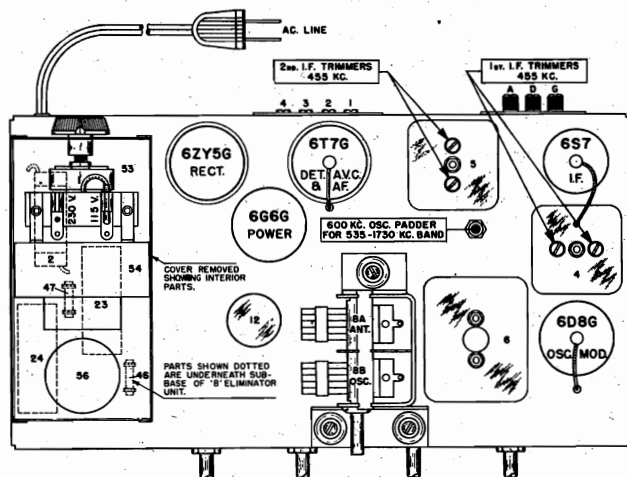 AC. LINE
2ND. I.F. TRIMMERS
455 KC.
1ST. I.F. TRIMMERS
455 KC.
A D G
4 3 2 1
53
1
230 V.
115 V.
2
54
47
23
24
56
46
COVER REMOVED
SHOWING INTERIOR
PARTS.
PARTS SHOWN DOTTED
ARE UNDERNEATH SUB-
BASE OF 'B' ELIMINATOR
UNIT.
6ZY5G
RECT.
6T7G
DET. A.V.C.
& AF.
6G6G
POWER
5
600 KC. OSC. PADDER
FOR 535-1730 KC. BAND
6S7
I.F.
4
12
8A
ANT.
8B
OSC.
6
6D8G
OSC. MOD.